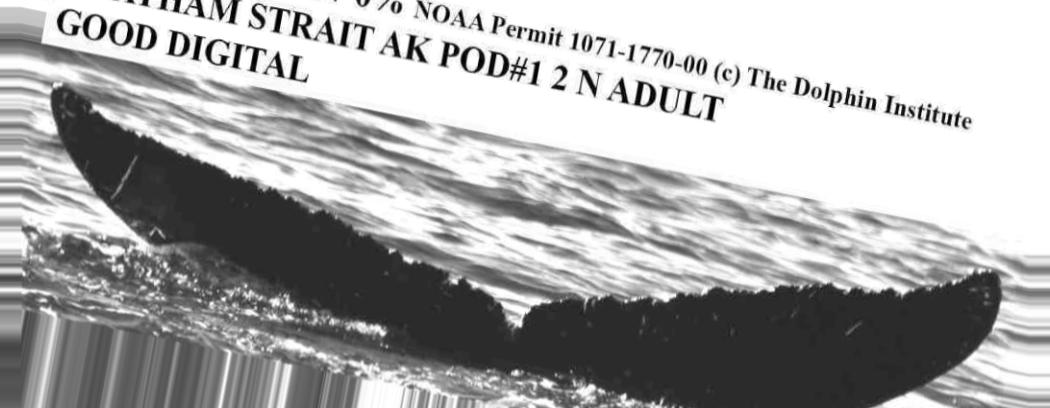 0% NOAA Permit 1071-1770-00 (c) The Dolphin Institute
STRAIT AK POD#1 2 N ADULT
GOOD DIGITAL